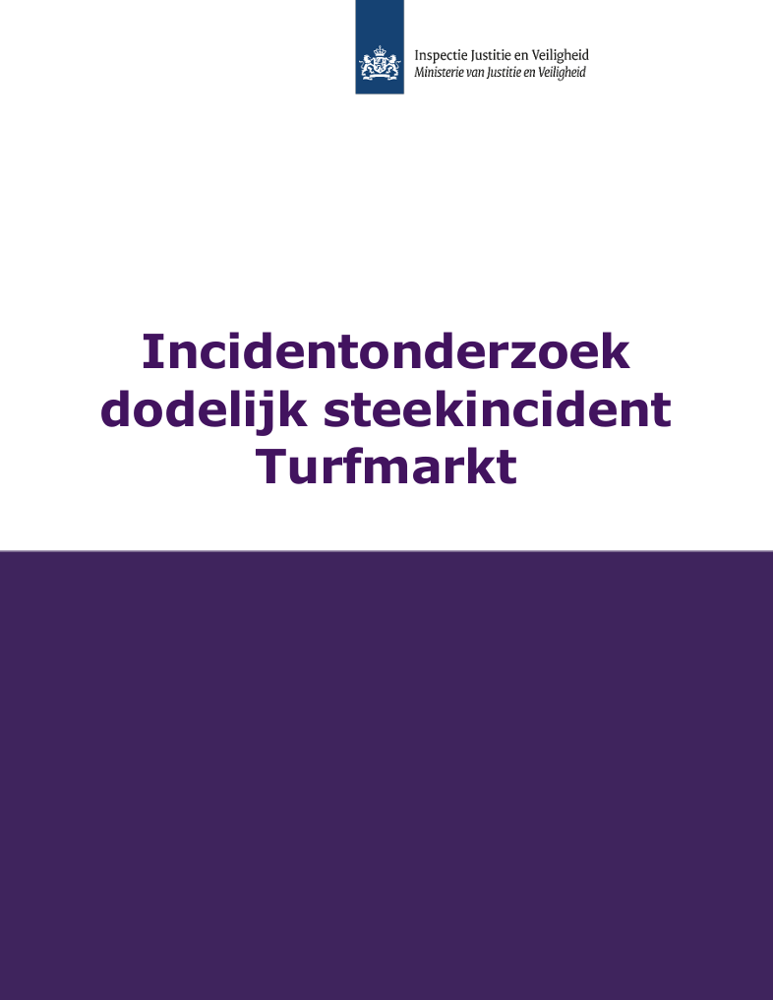 Inspectie Justitie en Veiligheid
Ministerie van Justitie en Veiligheid
Incidentonderzoek
dodelijk steekincident
Turfmarkt